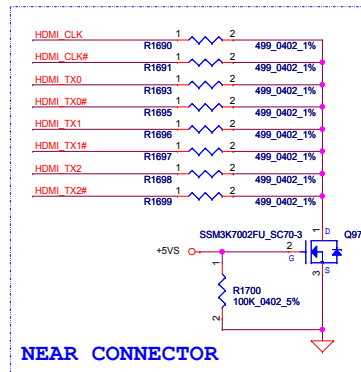 HDMI_CLK 1 2
R1690 499_0402_1%
HDMI_CLK# 1 2
R1691 499_0402_1%
HDMI_TX0 1 2
R1693 499_0402_1%
HDMI_TX0# 1 2
R1695 499_0402_1%
HDMI_TX1 1 2
R1696 499_0402_1%
HDMI_TX1# 1 2
R1697 499_0402_1%
HDMI_TX2 1 2
R1698 499_0402_1%
HDMI_TX2# 1 2
R1699 499_0402_1%
SSM3K7002FU_SC70-3 1 D Q97
+5VS 2
G
3 S
1
R1700
100K_0402_5%
2
NEAR CONNECTOR